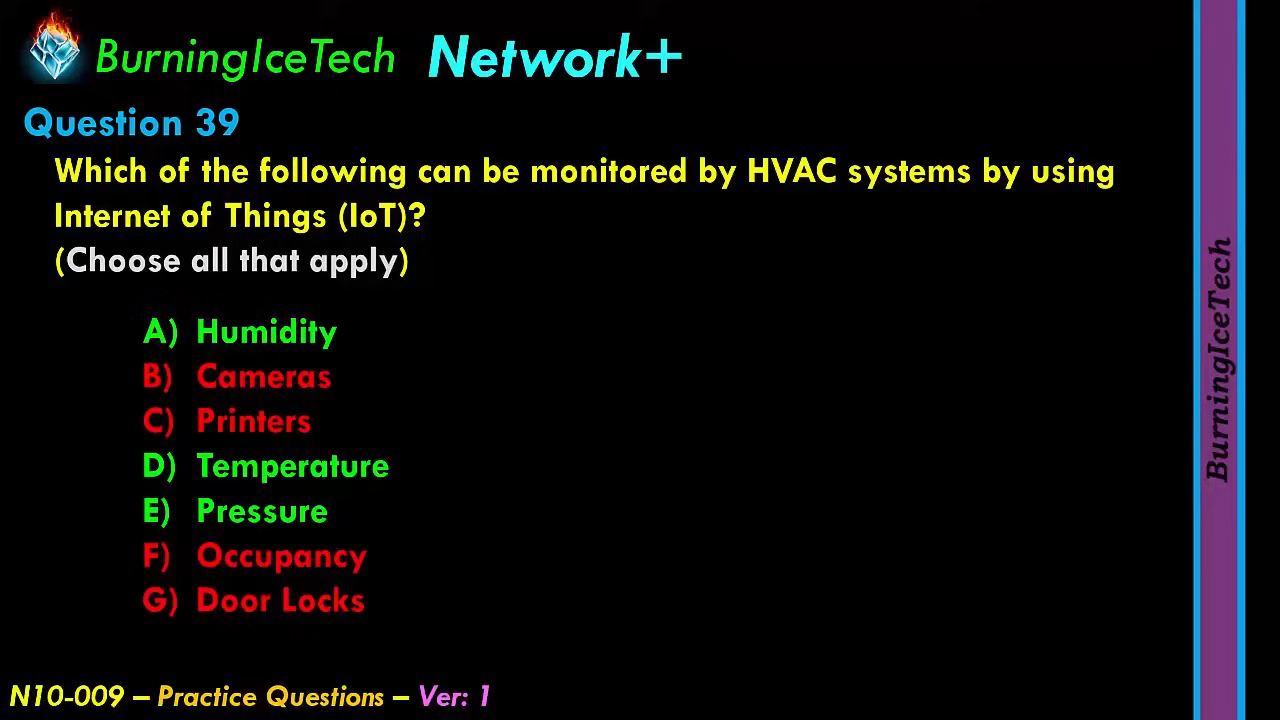 BurningIceTech Network+
Question 39
Which of the following can be monitored by HVAC systems by using
Internet of Things (IoT)?
(Choose all that apply)
A) Humidity
B) Cameras
C) Printers
D) Temperature
E) Pressure
F) Occupancy
G) Door Locks
BurningIceTech
N10-009 – Practice Questions – Ver: 1